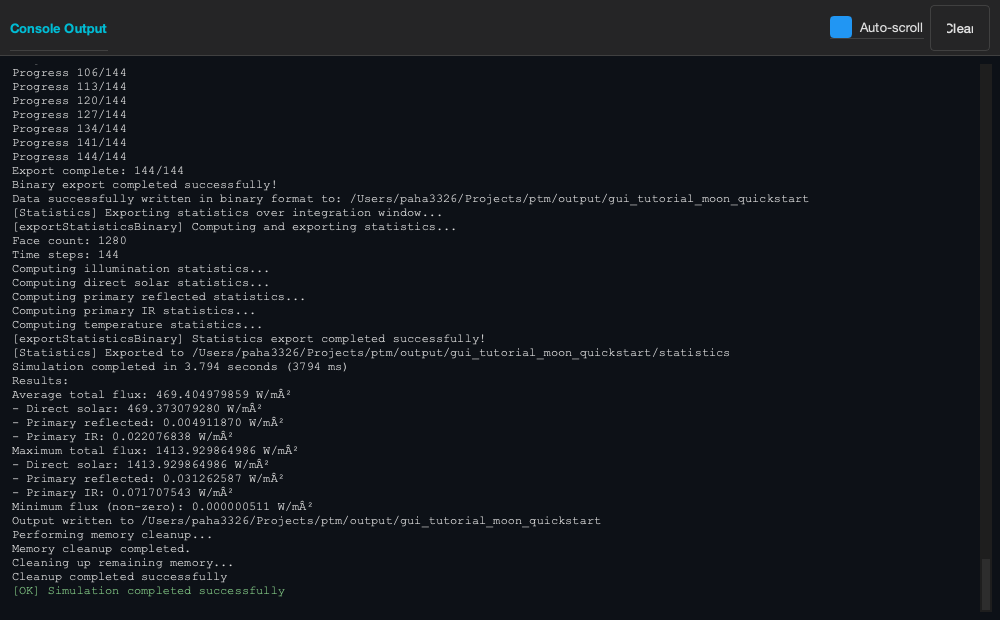 Console Output
Auto-scroll
Clear
Progress 106/144
Progress 113/144
Progress 120/144
Progress 127/144
Progress 134/144
Progress 141/144
Progress 144/144
Export complete: 144/144
Binary export completed successfully!
Data successfully written in binary format to: /Users/paha3326/Projects/ptm/output/gui_tutorial_moon_quickstart
[Statistics] Exporting statistics over integration window...
[exportStatisticsBinary] Computing and exporting statistics...
Face count: 1280
Time steps: 144
Computing illumination statistics...
Computing direct solar statistics...
Computing primary reflected statistics...
Computing primary IR statistics...
Computing temperature statistics...
[exportStatisticsBinary] Statistics export completed successfully!
[Statistics] Exported to /Users/paha3326/Projects/ptm/output/gui_tutorial_moon_quickstart/statistics
Simulation completed in 3.794 seconds (3794 ms)
Results:
Average total flux: 469.404979859 W/mÂ²
- Direct solar: 469.373079280 W/mÂ²
- Primary reflected: 0.004911870 W/mÂ²
- Primary IR: 0.022076838 W/mÂ²
Maximum total flux: 1413.929864986 W/mÂ²
- Direct solar: 1413.929864986 W/mÂ²
- Primary reflected: 0.031262587 W/mÂ²
- Primary IR: 0.071707543 W/mÂ²
Minimum flux (non-zero): 0.000000511 W/mÂ²
Output written to /Users/paha3326/Projects/ptm/output/gui_tutorial_moon_quickstart
Performing memory cleanup...
Memory cleanup completed.
Cleaning up remaining memory...
Cleanup completed successfully
[OK] Simulation completed successfully